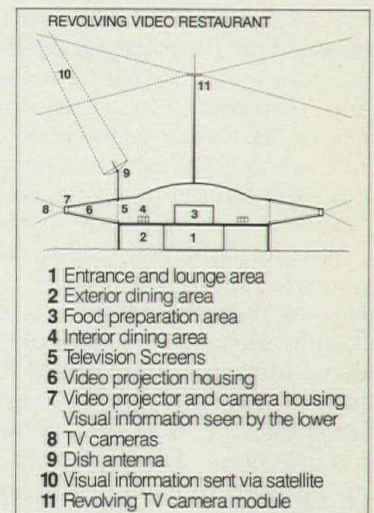 REVOLVING VIDEO RESTAURANT
10
11
9
7
8 6 5 4 3
2 1
1 Entrance and lounge area
2 Exterior dining area
3 Food preparation area
4 Interior dining area
5 Television Screens
6 Video projection housing
7 Video projector and camera housing
Visual information seen by the lower
8 TV cameras
9 Dish antenna
10 Visual information sent via satellite
11 Revolving TV camera module